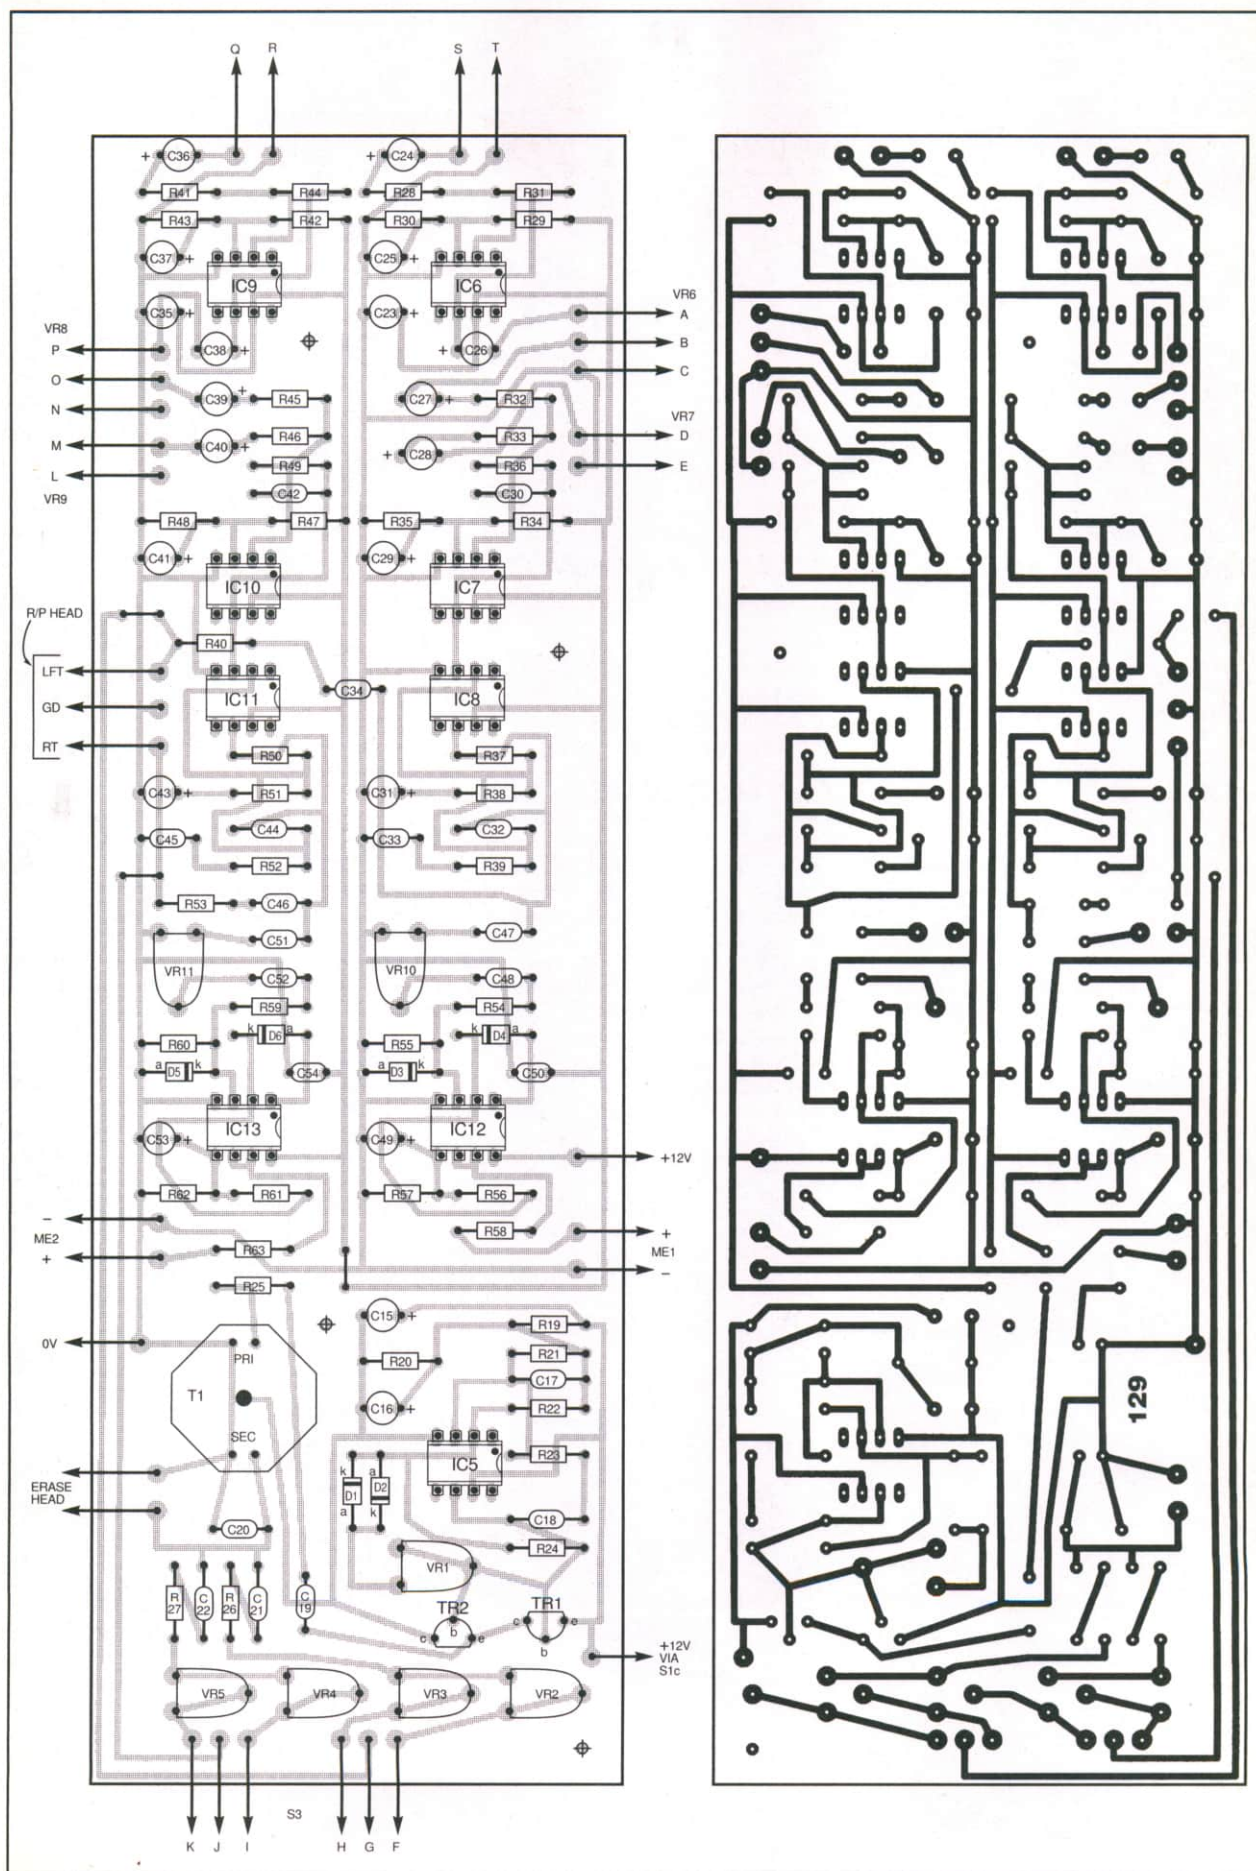 Q R S T
+ C36 + C24
R41 R44 R28 R31
R43 R42 R30 R29
C37 + C25 +
IC9 IC6
VR6
C35 + C23 + A
VR8
P C38 + + C26 B
O C
N C39 + R45 C27 + R32
VR7
M C40 + R46 + C28 R33 D
L R49 R36 E
VR9
C42 C30
R48 R47 R35 R34
C41 + C29 +
IC10 IC7
R/P HEAD
R40
LFT
IC11 C34 IC8
GD
RT
R50 R37
C43 + R51 C31 + R38
C45 C44 C33 C32
R52 R39
R53 C46
C51 C47
VR11 VR10
C52 C48
R59 R54
k D6 a k D4 a
R60 R55
a D5 k C54 a D3 k C50
IC13 IC12
C53 + C49 +
+12V
R62 R61 R57 R56
−
ME2 R58 +
+ R63 ME1
−
R25
C15 +
R19
0V
PRI R20 R21
T1 C17
C16 + R22
SEC
IC5 R23
ERASE
HEAD
k a
D1 D2
a k
C20 C18
R24
VR1
R
27
C
22
R
26
C
21
C
19
TR2 TR1
c b e c b e
+12V
VIA
S1c
VR5 VR4 VR3 VR2
S3
K J I H G F
129